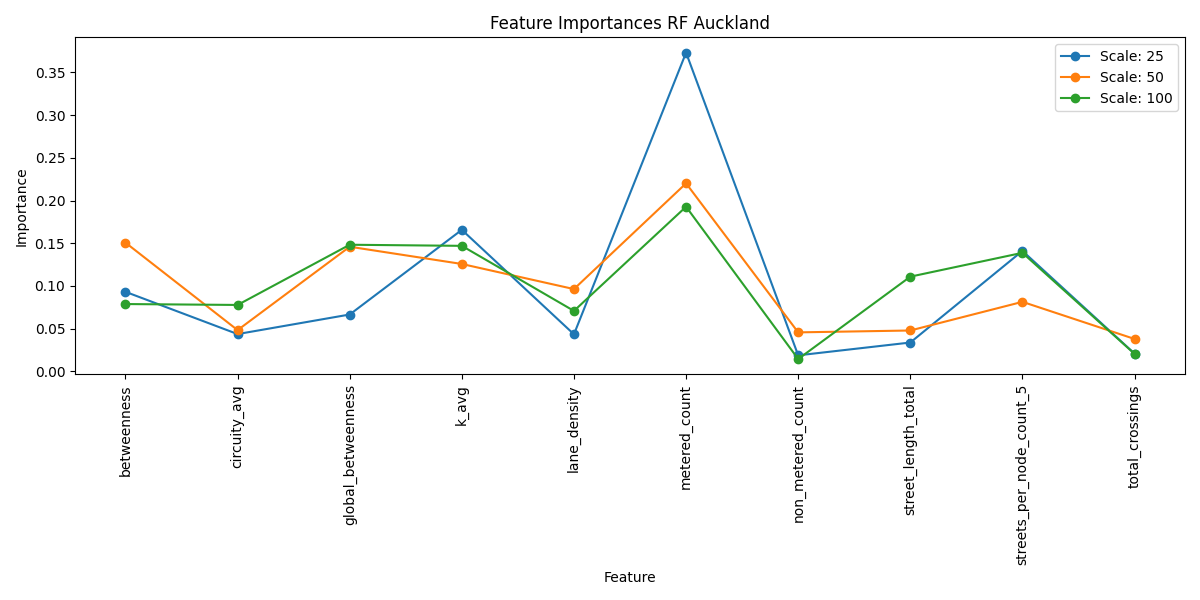 Feature Importances RF Auckland
Scale: 25
Scale: 50
Scale: 100
Importance
0.35
0.30
0.25
0.20
0.15
0.10
0.05
0.00
betweenness
circuity_avg
global_betweenness
k_avg
lane_density
metered_count
non_metered_count
street_length_total
streets_per_node_count_5
total_crossings
Feature